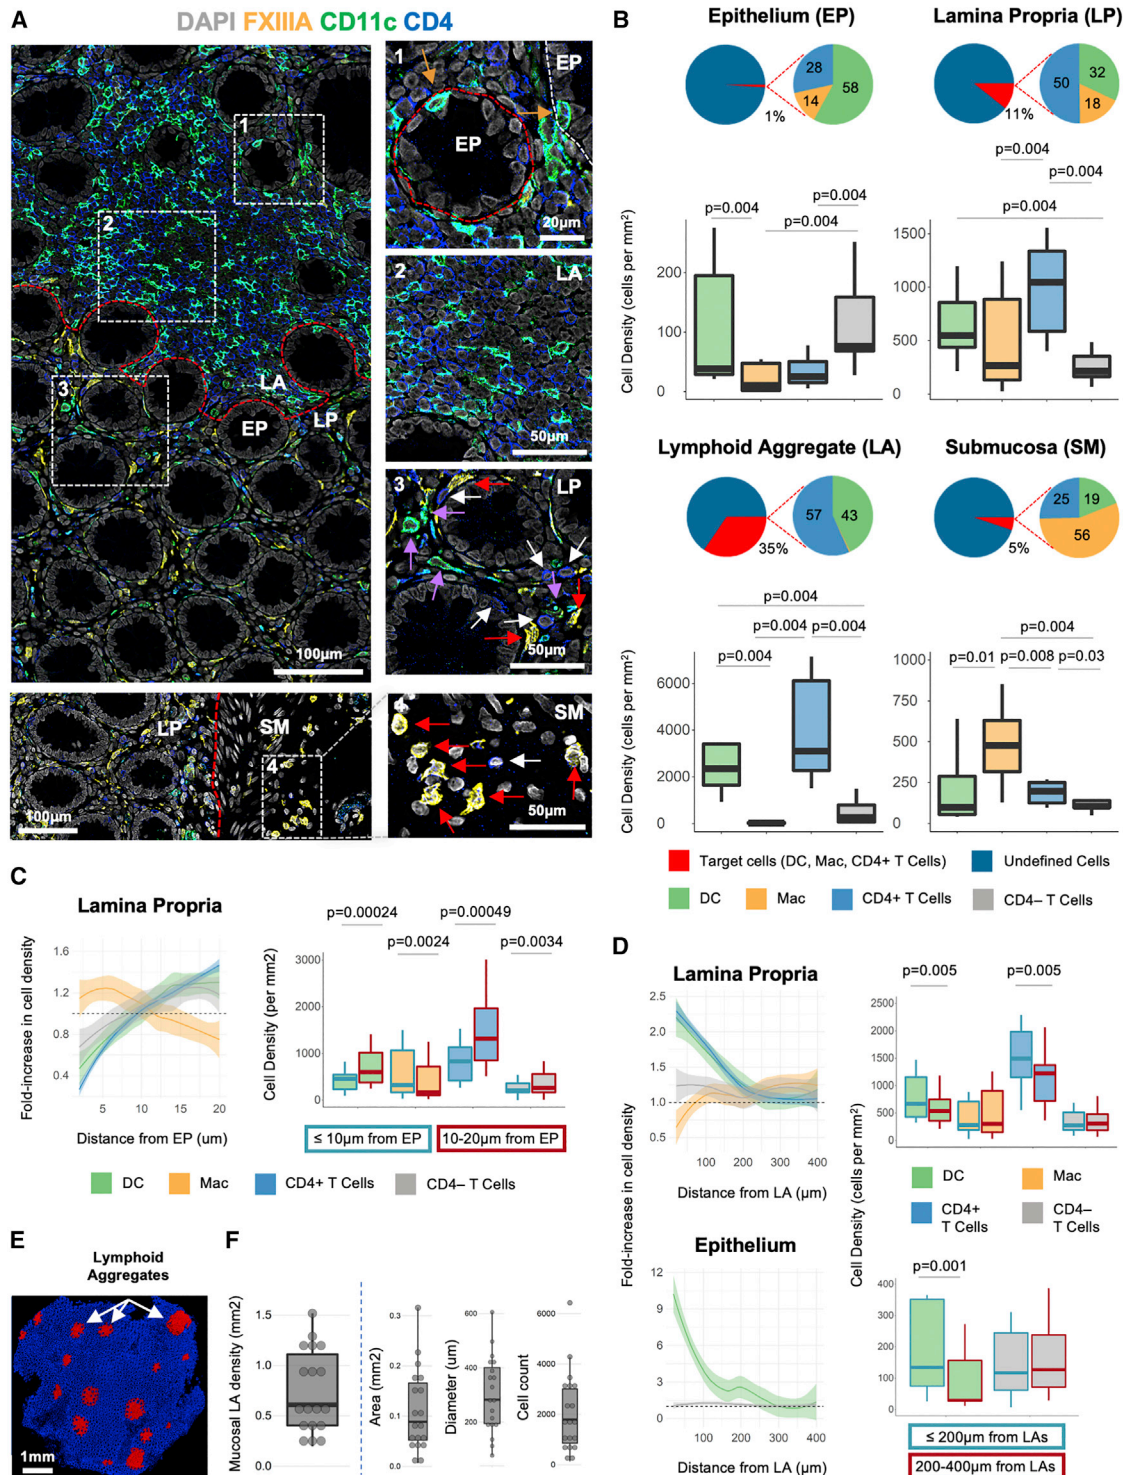 A
DAPI FXIIIA CD11c CD4
1
2
3
LA
LP
EP
100µm
1
EP
EP
20µm
2
LA
50µm
3
LP
50µm
LP
SM
4
100µm
SM
50µm
B
Epithelium (EP)
28
58
14
1%
Lamina Propria (LP)
50
32
18
11%
p=0.004
p=0.004
p=0.004
p=0.004
p=0.004
p=0.004
Cell Density (cells per mm²)
200
100
0
1500
1000
500
0
Lymphoid Aggregate (LA)
57
43
35%
Submucosa (SM)
25
19
56
5%
p=0.004
p=0.004
p=0.004
p=0.004
p=0.004
p=0.01
p=0.008
p=0.03
Cell Density (cells per mm²)
6000
4000
2000
0
1000
750
500
250
0
Target cells (DC, Mac, CD4+ T Cells)
Undefined Cells
DC
Mac
CD4+ T Cells
CD4– T Cells
C
Lamina Propria
Fold-increase in cell density
1.6
1.2
0.8
0.4
5
10
15
20
Distance from EP (um)
p=0.00024
p=0.00049
p=0.0024
p=0.0034
Cell Density (per mm2)
3000
2000
1000
0
≤ 10µm from EP
10-20µm from EP
DC
Mac
CD4+ T Cells
CD4– T Cells
D
Lamina Propria
Fold-increase in cell density
2.5
2.0
1.5
1.0
0.5
100
200
300
400
Distance from LA (µm)
p=0.005
p=0.005
Cell Density (cells per mm²)
2500
2000
1500
1000
500
0
DC
Mac
CD4+
T Cells
CD4–
T Cells
Epithelium
12
9
6
3
0
100
200
300
400
Distance from LA (µm)
p=0.001
400
300
200
100
0
≤ 200µm from LAs
200-400µm from LAs
E
Lymphoid
Aggregates
1mm
F
Mucosal LA density (mm2)
1.5
1.0
0.5
0.0
Area (mm2)
0.3
0.2
0.1
0.0
Diameter (um)
600
400
200
Cell count
6000
4000
2000
0